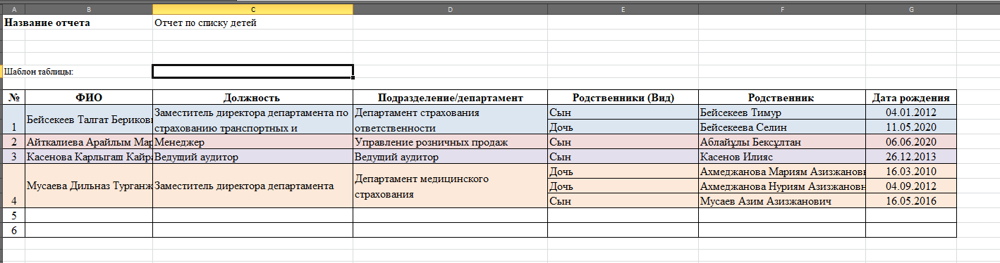 A B C D E F G
Название отчета Отчет по списку детей
Шаблон таблицы:
№ ФИО Должность Подразделение/департамент Родственники (Вид) Родственник Дата рождения
1 Бейсекеев Талгат Берикови Заместитель директора департамента по страхованию транспортных и Департамент страхования ответственности Сын Бейсекеев Тимур 04.01.2012
Дочь Бейсекеева Селин 11.05.2020
2 Айткалиева Арайлым Мар Менеджер Управление розничных продаж Сын Аблайұлы Бексұлтан 06.06.2020
3 Касенова Карлыгаш Кайра Ведущий аудитор Ведущий аудитор Сын Касенов Илияс 26.12.2013
4 Мусаева Дильназ Турганж Заместитель директора департамента Департамент медицинского страхования Дочь Ахмеджанова Мариям Азизжановн 16.03.2010
Дочь Ахмеджанова Нуриям Азизжановн 04.09.2012
Сын Мусаев Азим Азизжанович 16.05.2016
5
6